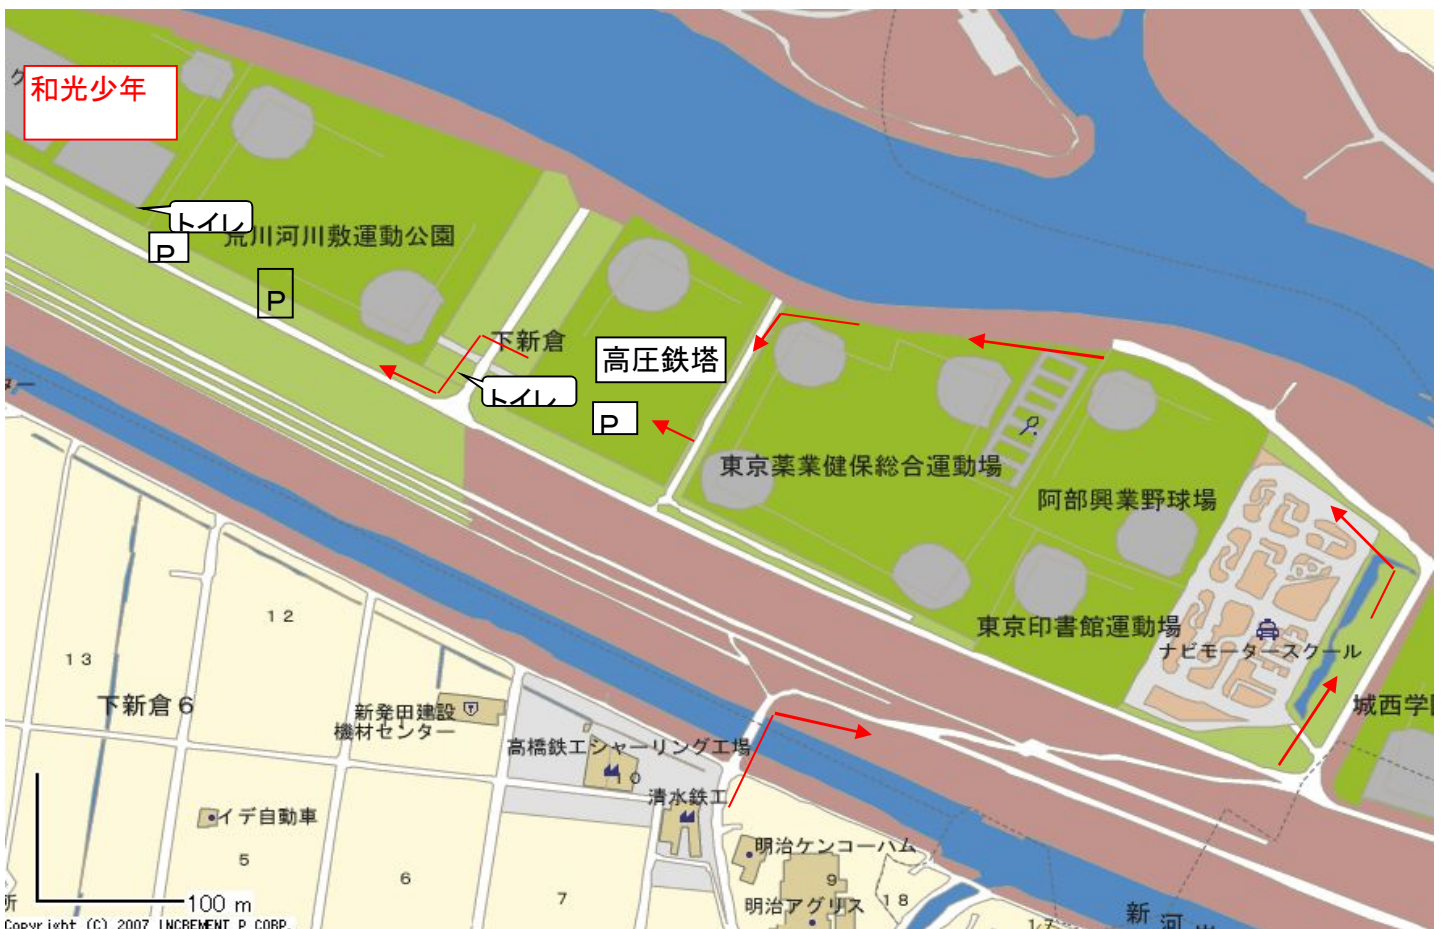 和光少年
トイレ
P
荒川河川敷運動公園
P
下新倉
高圧鉄塔
トイレ
P
東京薬業健保総合運動場
阿部興業野球場
東京印書館運動場
ナビモータースクール
12
13
下新倉6
新発田建設
機材センター
高橋鉄工シャーリング工場
10
清水鉄工
イデ自動車
5
6
7
明治ケンコーハム
9
明治アグリス
18
17
新河
100 m
Copyright (C) 2007 INCREMENT P CORP.